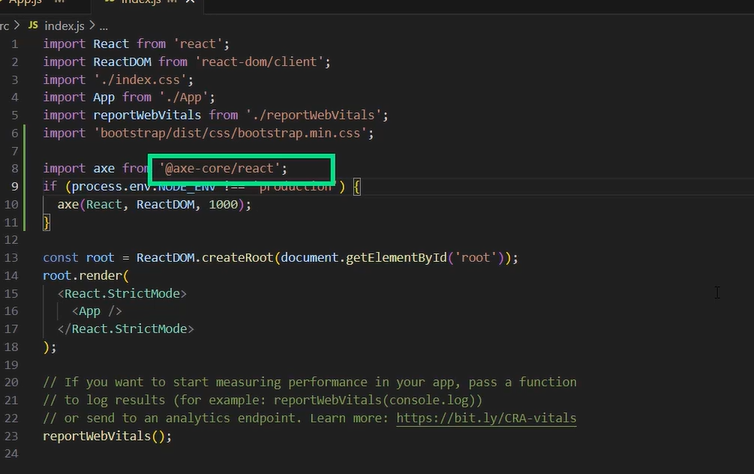 App.js M index.js M X
rc > JS index.js > ...
1 import React from 'react';
2 import ReactDOM from 'react-dom/client';
3 import './index.css';
4 import App from './App';
5 import reportWebVitals from './reportWebVitals';
6 import 'bootstrap/dist/css/bootstrap.min.css';
7
8 import axe from '@axe-core/react';
9 if (process.env.NODE_ENV !== 'production') {
10 axe(React, ReactDOM, 1000);
11 }
12
13 const root = ReactDOM.createRoot(document.getElementById('root'));
14 root.render(
15 <React.StrictMode>
16 <App />
17 </React.StrictMode>
18 );
19
20 // If you want to start measuring performance in your app, pass a function
21 // to log results (for example: reportWebVitals(console.log))
22 // or send to an analytics endpoint. Learn more: https://bit.ly/CRA-vitals
23 reportWebVitals();
24